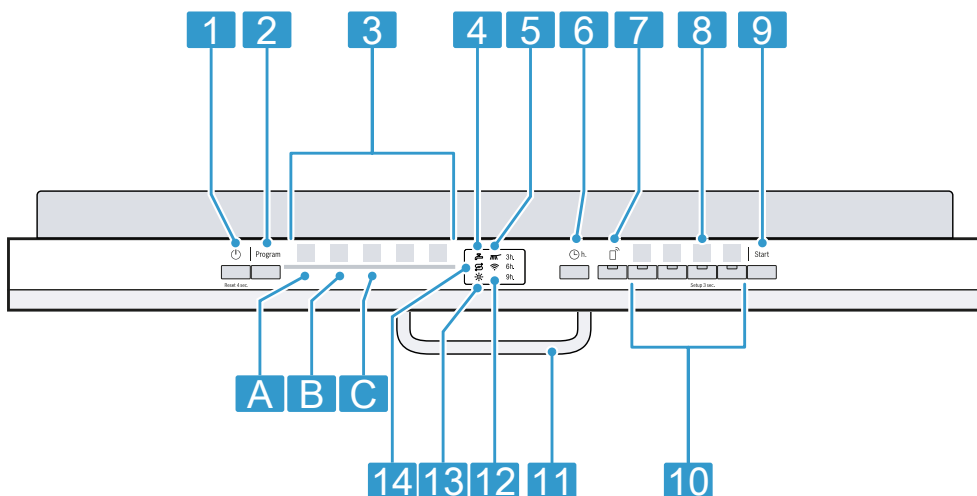 1 2 3 4 5 6 7 8 9
Program
3h.
h.
Start
6h.
9h.
Reset 4 sec.
Setup 3 sec.
A B C
14 13 12 11 10